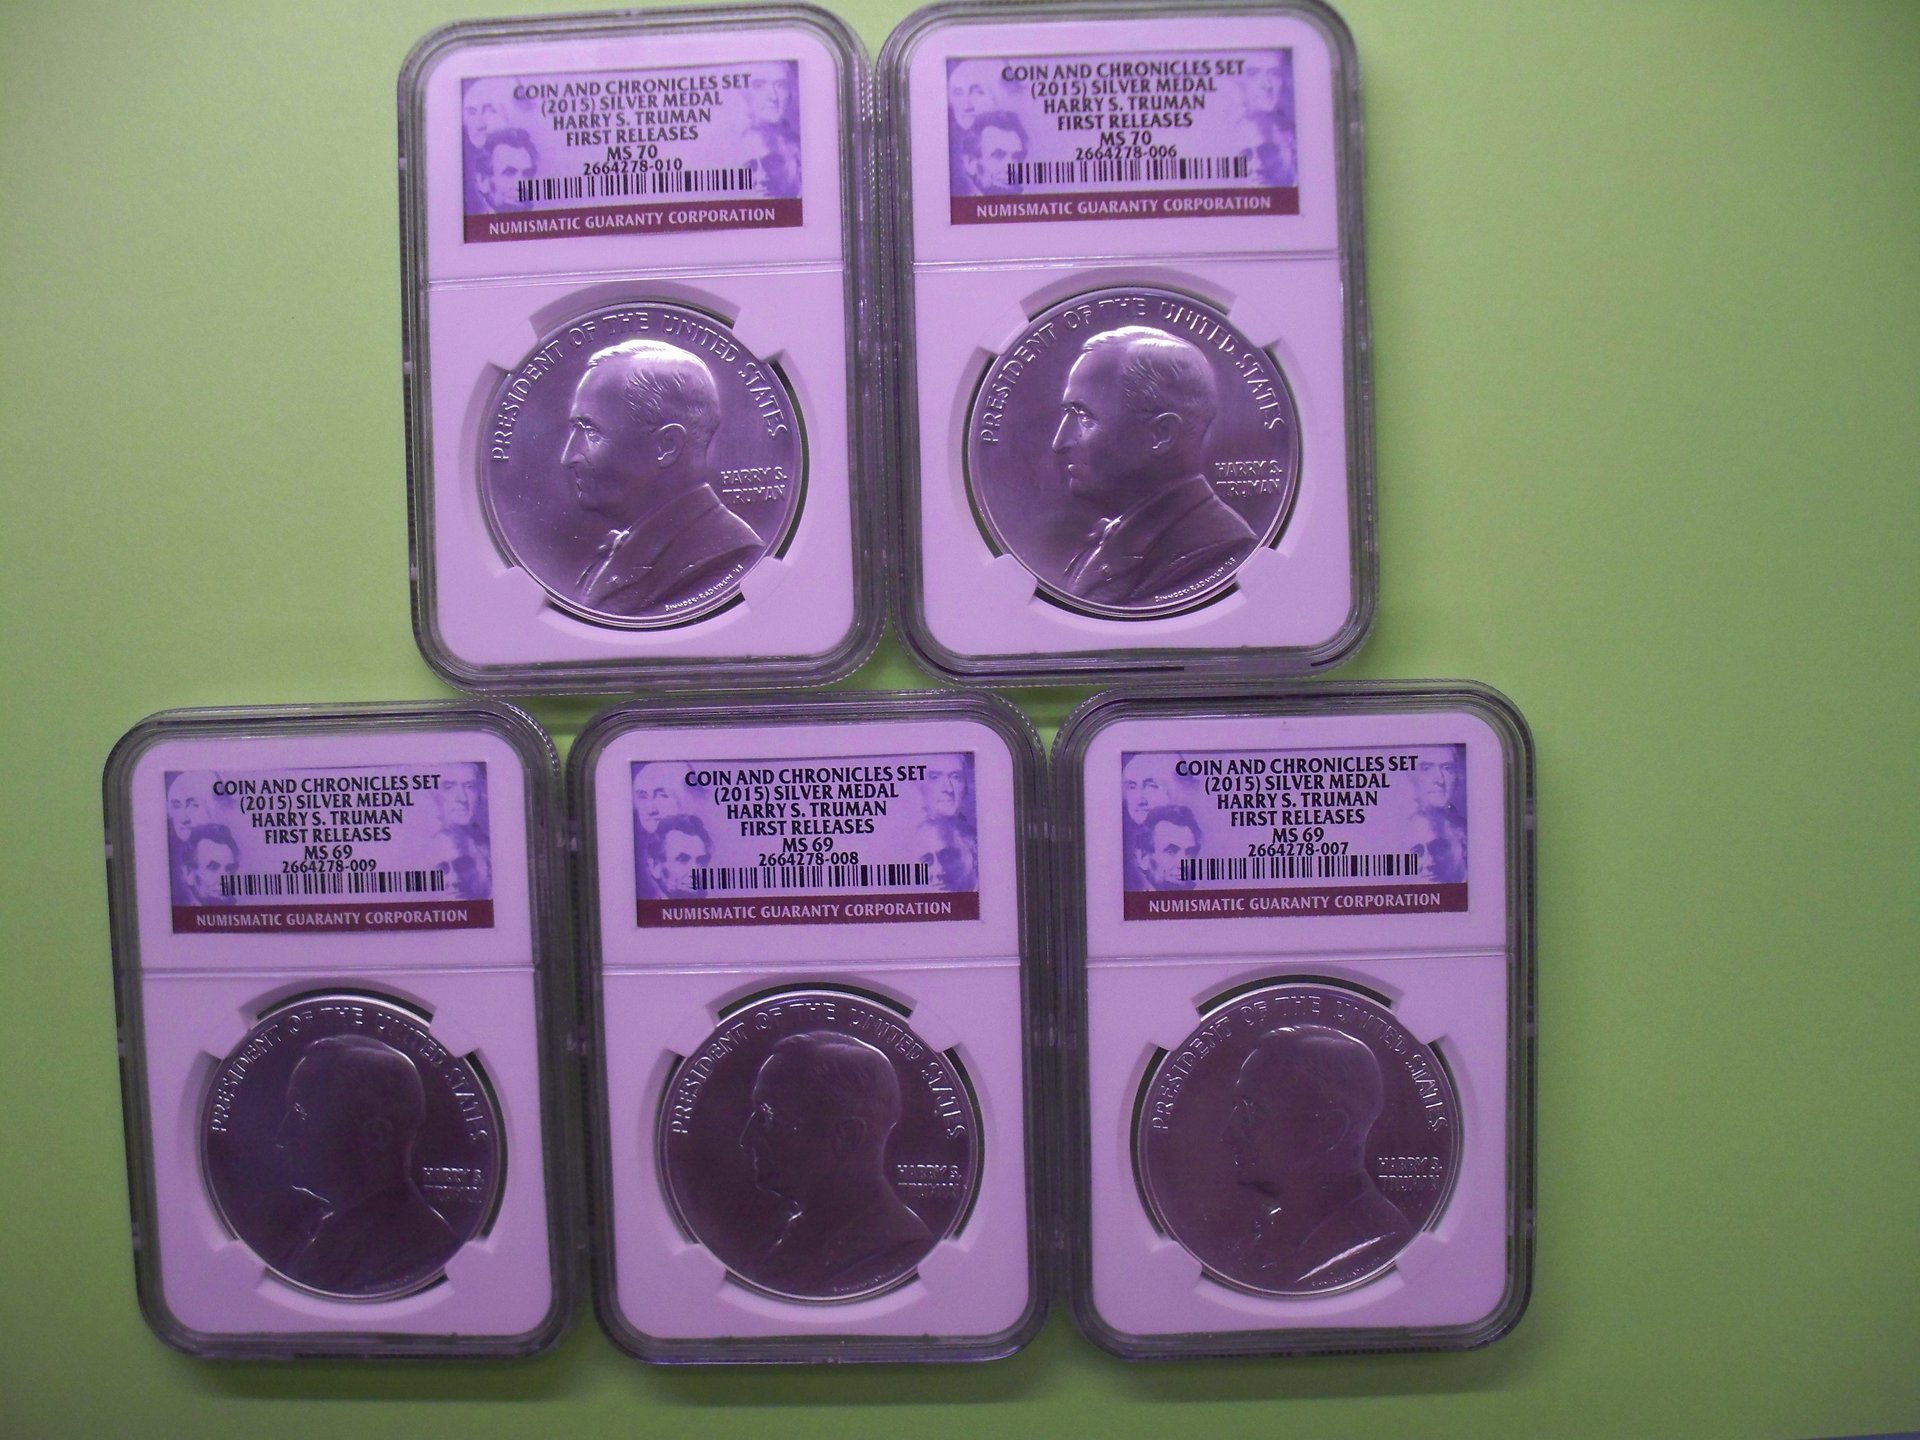 COIN AND CHRONICLES SET
(2015) SILVER MEDAL
HARRY S. TRUMAN
FIRST RELEASES
MS 70
2664278-010
NUMISMATIC GUARANTY CORPORATION
PRESIDENT OF THE UNITED STATES
HARRY S.
TRUMAN
COIN AND CHRONICLES SET
(2015) SILVER MEDAL
HARRY S. TRUMAN
FIRST RELEASES
MS 70
2664278-006
NUMISMATIC GUARANTY CORPORATION
PRESIDENT OF THE UNITED STATES
HARRY S.
TRUMAN
COIN AND CHRONICLES SET
(2015) SILVER MEDAL
HARRY S. TRUMAN
FIRST RELEASES
MS 69
2664278-009
NUMISMATIC GUARANTY CORPORATION
PRESIDENT OF THE UNITED STATES
HARRY S.
TRUMAN
COIN AND CHRONICLES SET
(2015) SILVER MEDAL
HARRY S. TRUMAN
FIRST RELEASES
MS 69
2664278-008
NUMISMATIC GUARANTY CORPORATION
PRESIDENT OF THE UNITED STATES
HARRY S.
TRUMAN
COIN AND CHRONICLES SET
(2015) SILVER MEDAL
HARRY S. TRUMAN
FIRST RELEASES
MS 69
2664278-007
NUMISMATIC GUARANTY CORPORATION
PRESIDENT OF THE UNITED STATES
HARRY S.
TRUMAN